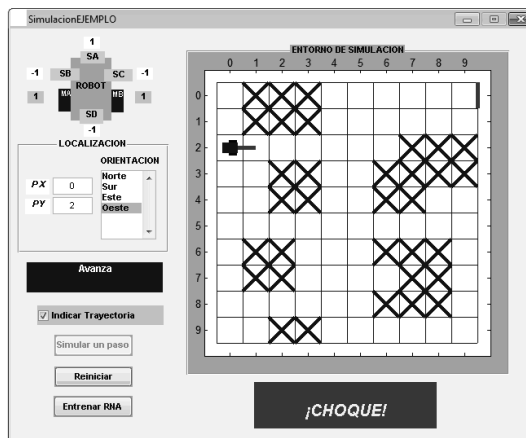 SimulacionEJEMPLO
1
SA
-1 SB SC -1
ROBOT
1 MA MB 1
SD
-1
LOCALIZACION
ORIENTACION
PX 0
PY 2
Norte
Sur
Este
Oeste
Avanza
Indicar Trayectoria
Simular un paso
Reiniciar
Entrenar RNA
ENTORNO DE SIMULACION
0 1 2 3 4 5 6 7 8 9
0
1
2
3
4
5
6
7
8
9
¡CHOQUE!